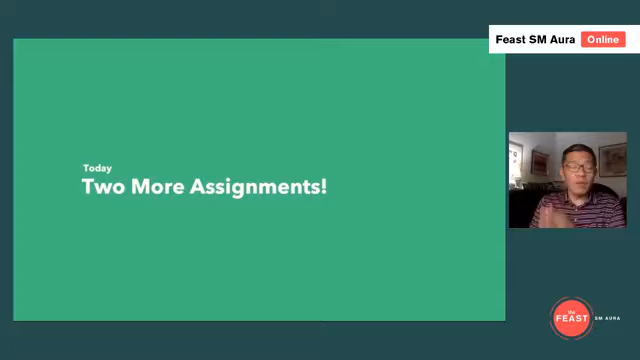 Feast SM Aura Online
Today
Two More Assignments!
the
FEAST SM AURA